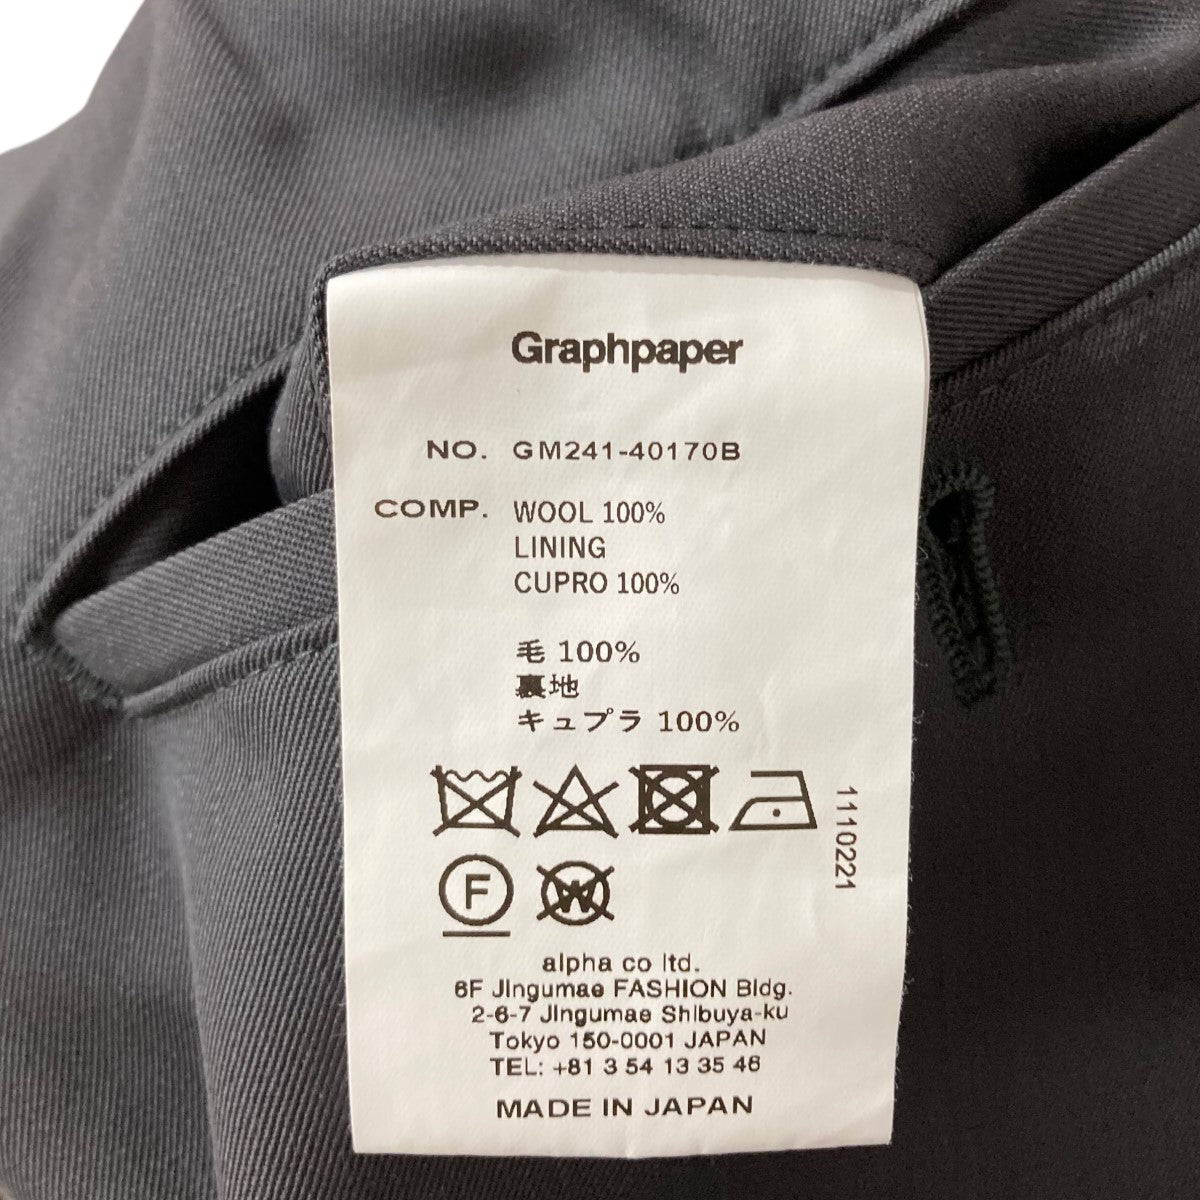 Graphpaper
NO. GM241-40170B
COMP. WOOL 100%
LINING
CUPRO 100%
毛 100%
裏地
キュプラ 100%
F W
1110221
alpha co ltd.
6F Jingumae FASHION Bldg.
2-6-7 Jingumae Shibuya-ku
Tokyo 150-0001 JAPAN
TEL: +81 3 54 13 35 46
MADE IN JAPAN